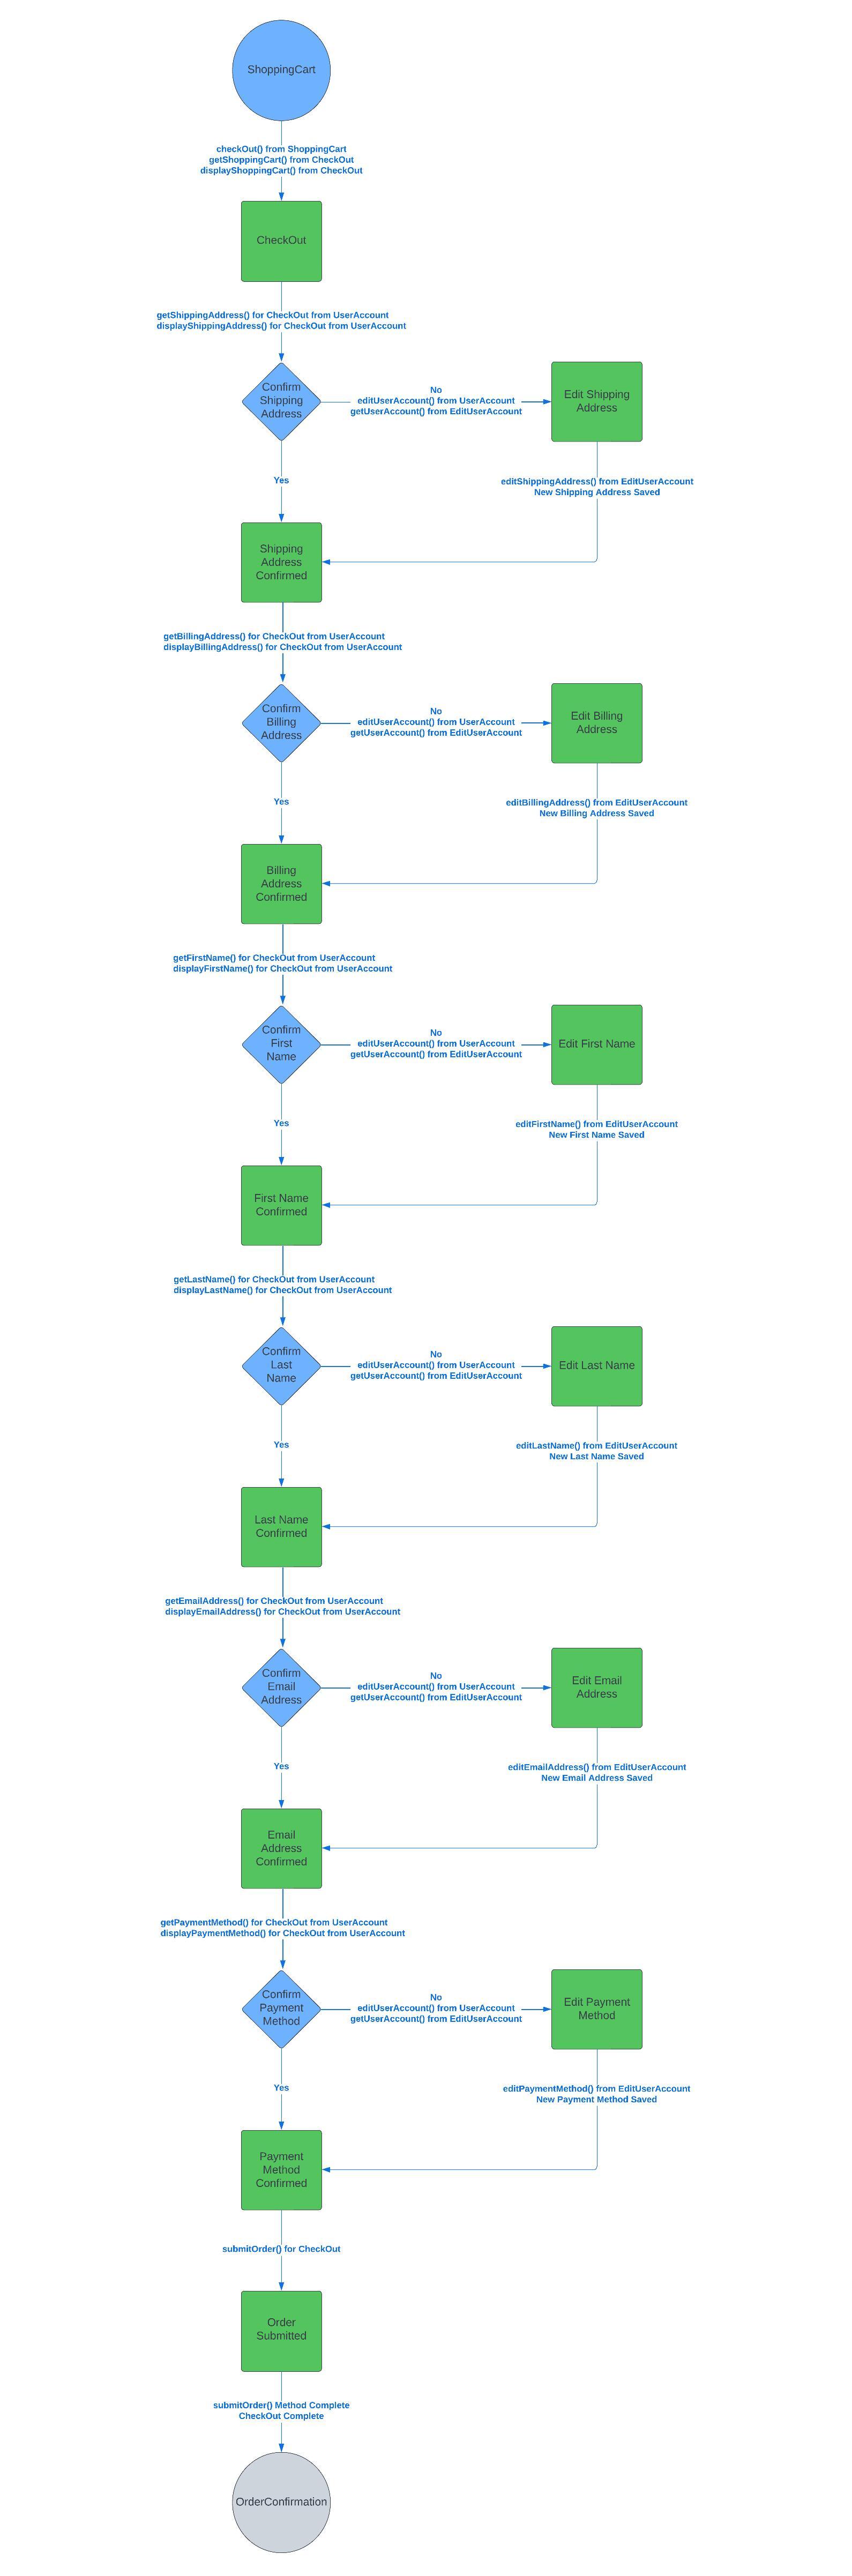 ShoppingCart
checkOut() from ShoppingCart
getShoppingCart() from CheckOut
displayShoppingCart() from CheckOut
CheckOut
getShippingAddress() for CheckOut from UserAccount
displayShippingAddress() for CheckOut from UserAccount
Confirm
Shipping
Address
No
editUserAccount() from UserAccount
getUserAccount() from EditUserAccount
Edit Shipping
Address
Yes
editShippingAddress() from EditUserAccount
New Shipping Address Saved
Shipping
Address
Confirmed
getBillingAddress() for CheckOut from UserAccount
displayBillingAddress() for CheckOut from UserAccount
Confirm
Billing
Address
No
editUserAccount() from UserAccount
getUserAccount() from EditUserAccount
Edit Billing
Address
Yes
editBillingAddress() from EditUserAccount
New Billing Address Saved
Billing
Address
Confirmed
getFirstName() for CheckOut from UserAccount
displayFirstName() for CheckOut from UserAccount
Confirm
First
Name
No
editUserAccount() from UserAccount
getUserAccount() from EditUserAccount
Edit First Name
Yes
editFirstName() from EditUserAccount
New First Name Saved
First Name
Confirmed
getLastName() for CheckOut from UserAccount
displayLastName() for CheckOut from UserAccount
Confirm
Last
Name
No
editUserAccount() from UserAccount
getUserAccount() from EditUserAccount
Edit Last Name
Yes
editLastName() from EditUserAccount
New Last Name Saved
Last Name
Confirmed
getEmailAddress() for CheckOut from UserAccount
displayEmailAddress() for CheckOut from UserAccount
Confirm
Email
Address
No
editUserAccount() from UserAccount
getUserAccount() from EditUserAccount
Edit Email
Address
Yes
editEmailAddress() from EditUserAccount
New Email Address Saved
Email
Address
Confirmed
getPaymentMethod() for CheckOut from UserAccount
displayPaymentMethod() for CheckOut from UserAccount
Confirm
Payment
Method
No
editUserAccount() from UserAccount
getUserAccount() from EditUserAccount
Edit Payment
Method
Yes
editPaymentMethod() from EditUserAccount
New Payment Method Saved
Payment
Method
Confirmed
submitOrder() for CheckOut
Order
Submitted
submitOrder() Method Complete
CheckOut Complete
OrderConfirmation